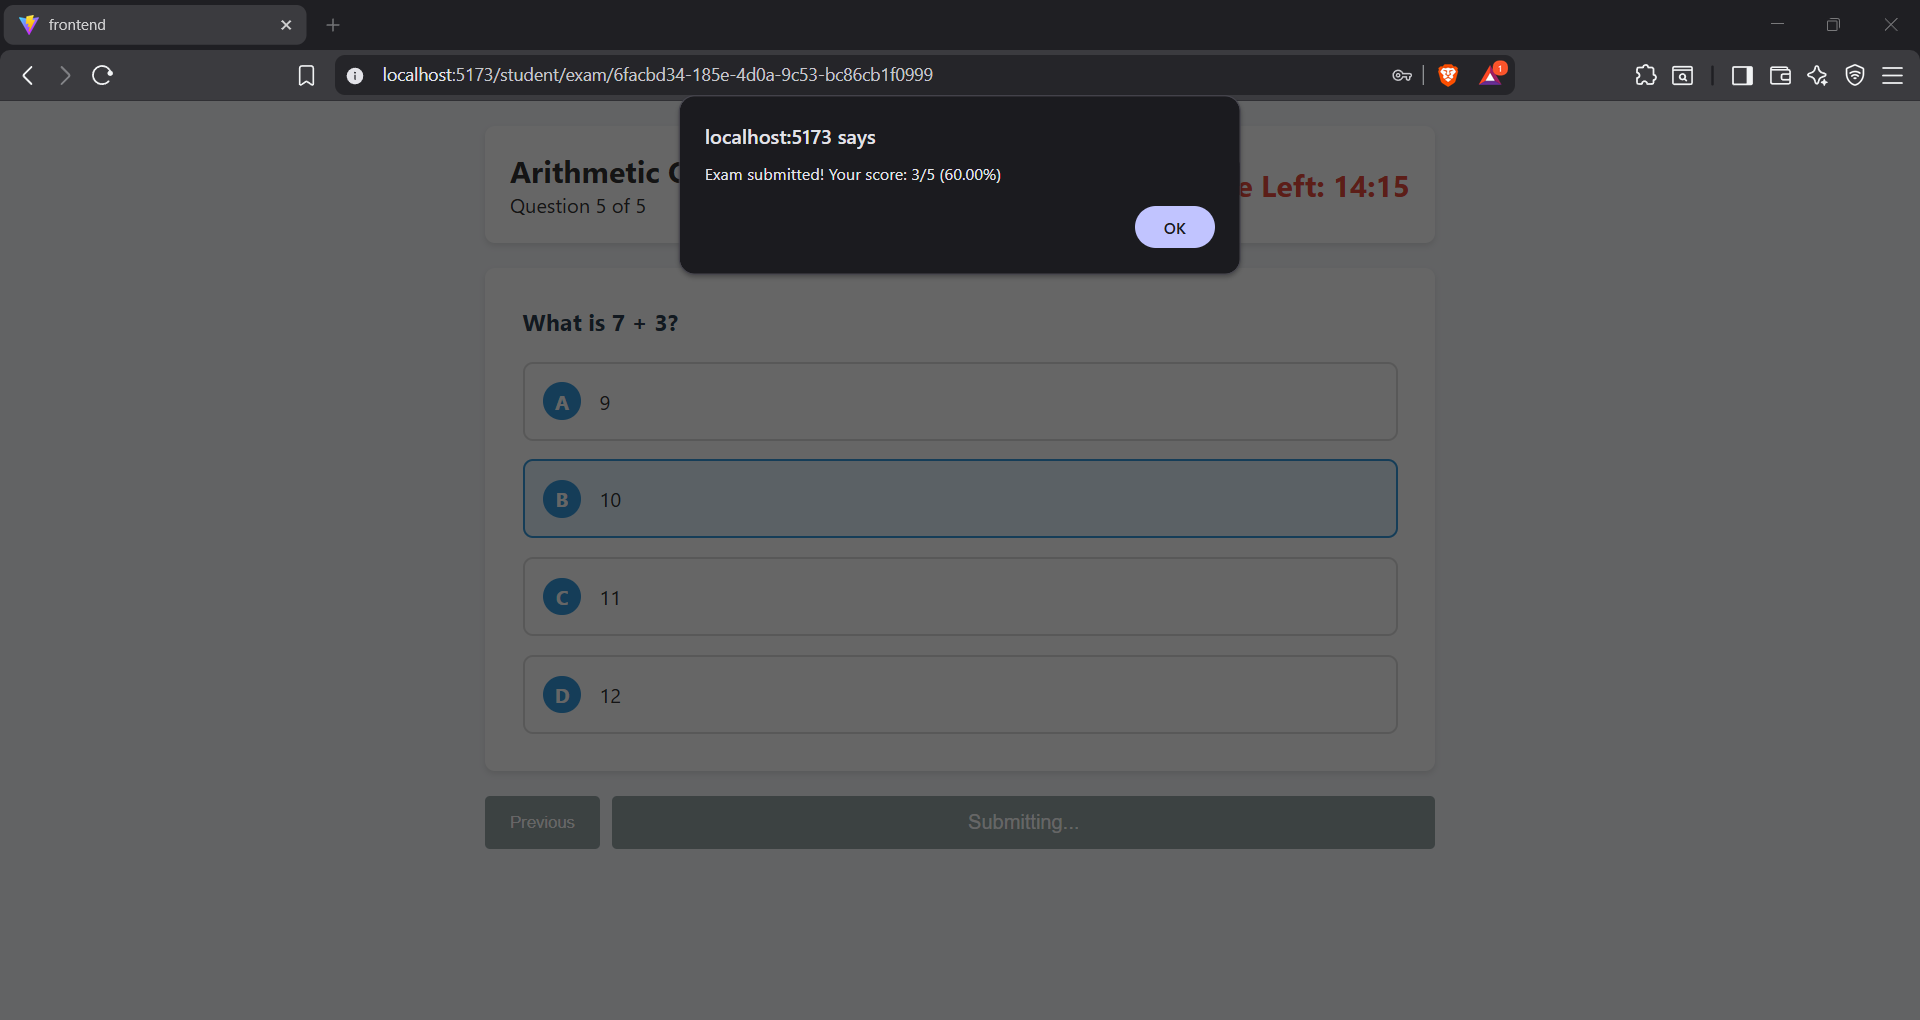 frontend
localhost:5173/student/exam/6facbd34-185e-4d0a-9c53-bc86cb1f0999
1
localhost:5173 says
Exam submitted! Your score: 3/5 (60.00%)
OK
Arithmetic
Question 5 of 5
Left: 14:15
What is 7 + 3?
A 9
B 10
C 11
D 12
Previous
Submitting...